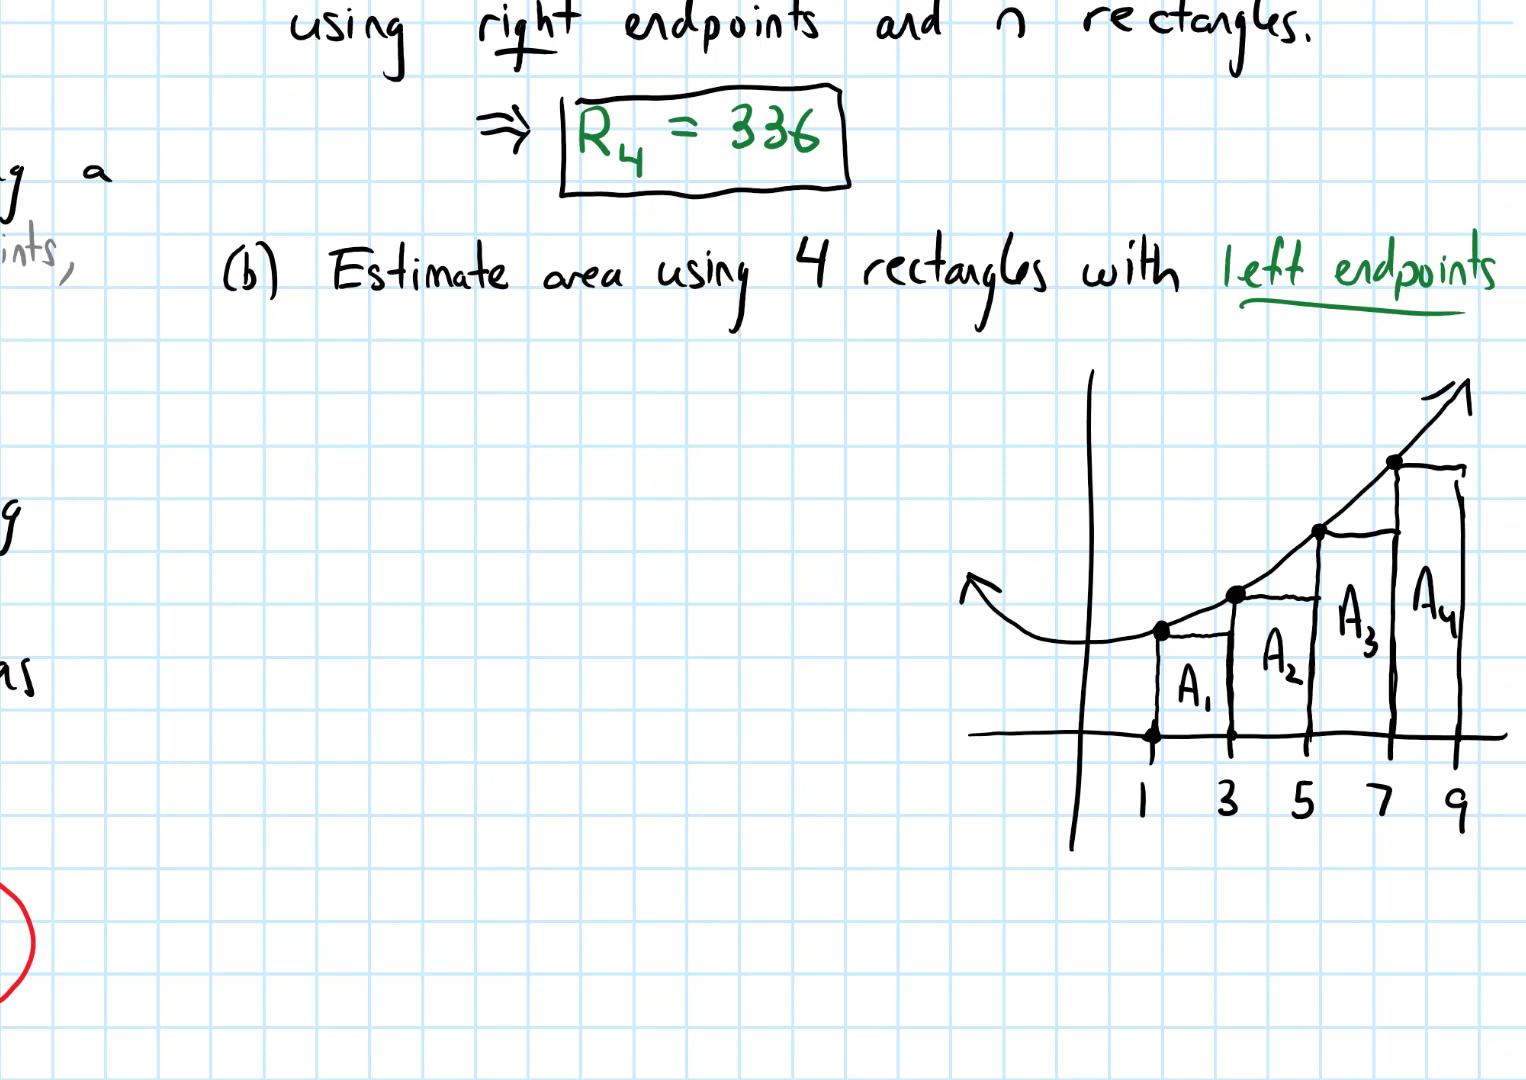 using right endpoints and n rectangles.
⇒ R₄ = 336
a
(b) Estimate area using 4 rectangles with left endpoints
A₁ A₂ A₃ A₄
1 3 5 7 9
as